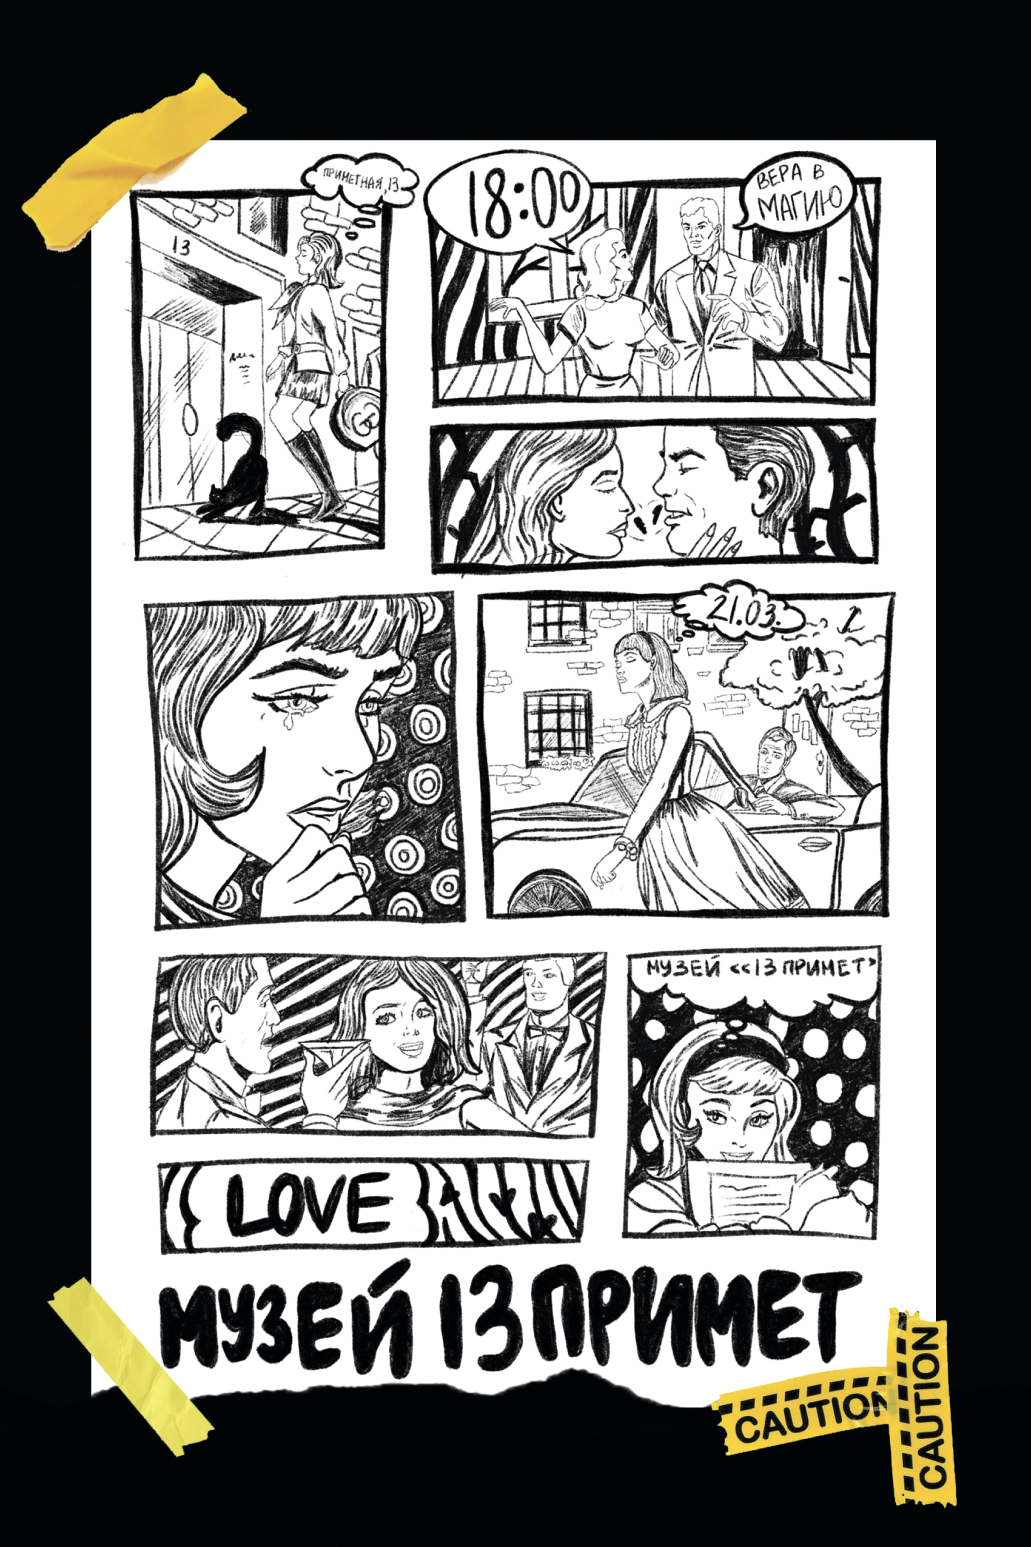 ПРИМЕТНАЯ, 13
18:00
ВЕРА В
МАГИЮ
13
21.03.
МУЗЕЙ «13 ПРИМЕТ»
LOVE
МУЗЕЙ 13 ПРИМЕТ
CAUTION
CAUTION